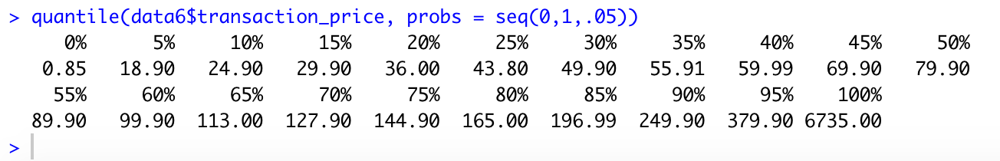 > quantile(data6$transaction_price, probs = seq(0,1,.05))
0% 5% 10% 15% 20% 25% 30% 35% 40% 45% 50%
0.85 18.90 24.90 29.90 36.00 43.80 49.90 55.91 59.99 69.90 79.90
55% 60% 65% 70% 75% 80% 85% 90% 95% 100%
89.90 99.90 113.00 127.90 144.90 165.00 196.99 249.90 379.90 6735.00
>